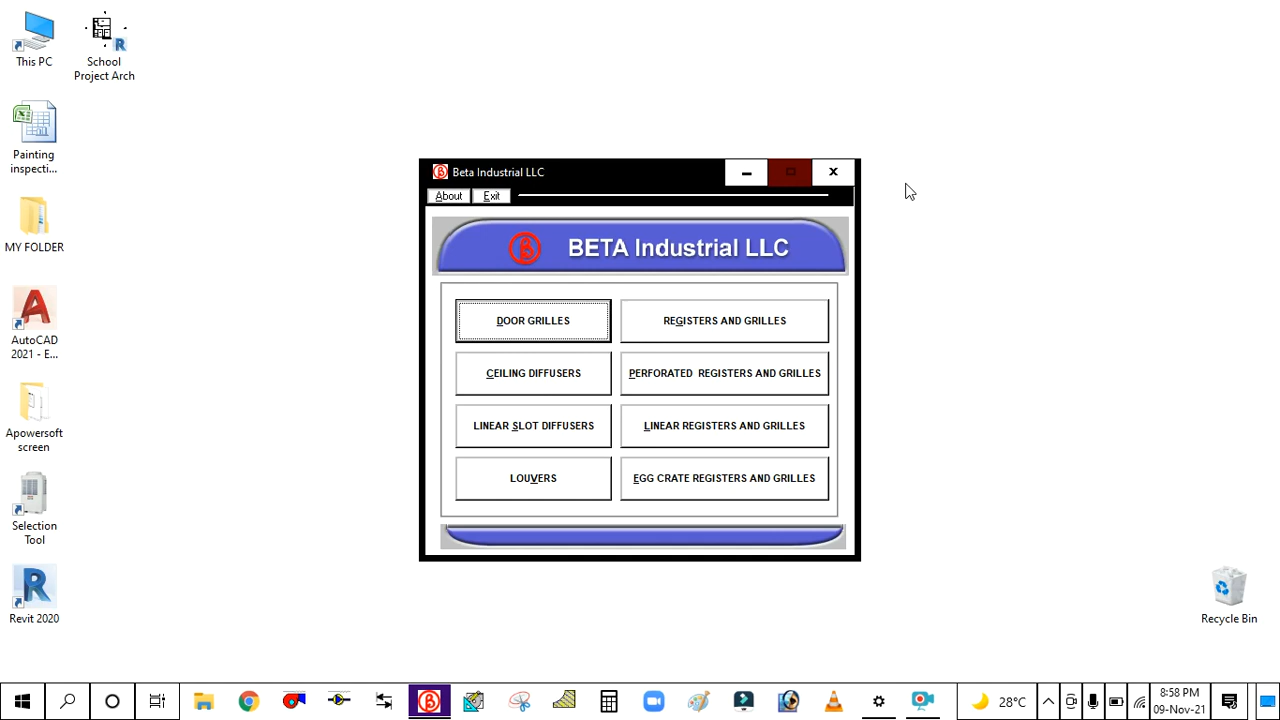 This PC
School
Project Arch
Painting
inspecti...
MY FOLDER
AutoCAD
2021 - E...
Apowersoft
screen
Selection
Tool
Revit 2020
Beta Industrial LLC
About Exit
BETA Industrial LLC
DOOR GRILLES
REGISTERS AND GRILLES
CEILING DIFFUSERS
PERFORATED REGISTERS AND GRILLES
LINEAR SLOT DIFFUSERS
LINEAR REGISTERS AND GRILLES
LOUVERS
EGG CRATE REGISTERS AND GRILLES
Recycle Bin
28°C
8:58 PM
09-Nov-21